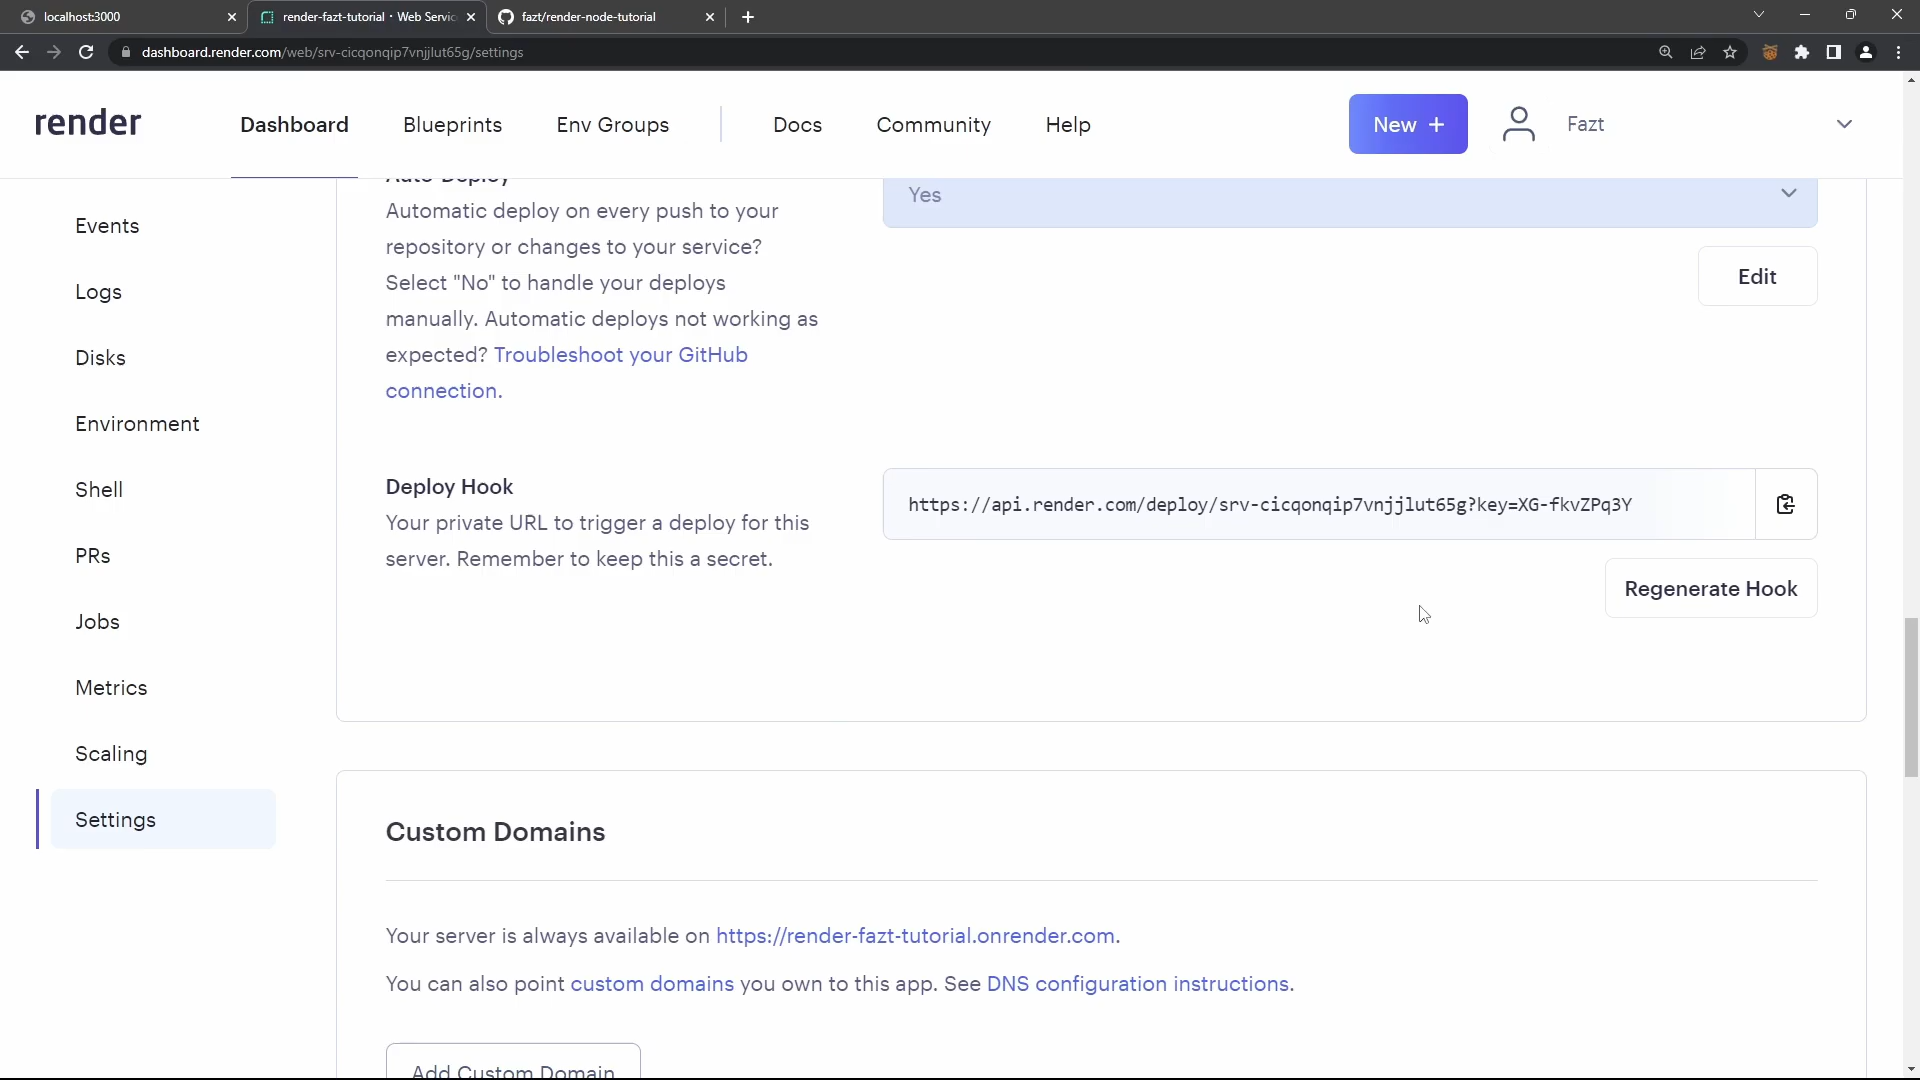 localhost:3000
render-fazt-tutorial · Web Servic
fazt/render-node-tutorial
dashboard.render.com/web/srv-cicqonqip7vnjjlut65g/settings
render
Dashboard
Blueprints
Env Groups
Docs
Community
Help
New +
Fazt
Events
Logs
Disks
Environment
Shell
PRs
Jobs
Metrics
Scaling
Settings
Auto-Deploy
Automatic deploy on every push to your
repository or changes to your service?
Select "No" to handle your deploys
manually. Automatic deploys not working as
expected? Troubleshoot your GitHub
connection.
Yes
Edit
Deploy Hook
Your private URL to trigger a deploy for this
server. Remember to keep this a secret.
https://api.render.com/deploy/srv-cicqonqip7vnjjlut65g?key=XG-fkvZPq3Y
Regenerate Hook
Custom Domains
Your server is always available on https://render-fazt-tutorial.onrender.com.
You can also point custom domains you own to this app. See DNS configuration instructions.
Add Custom Domain